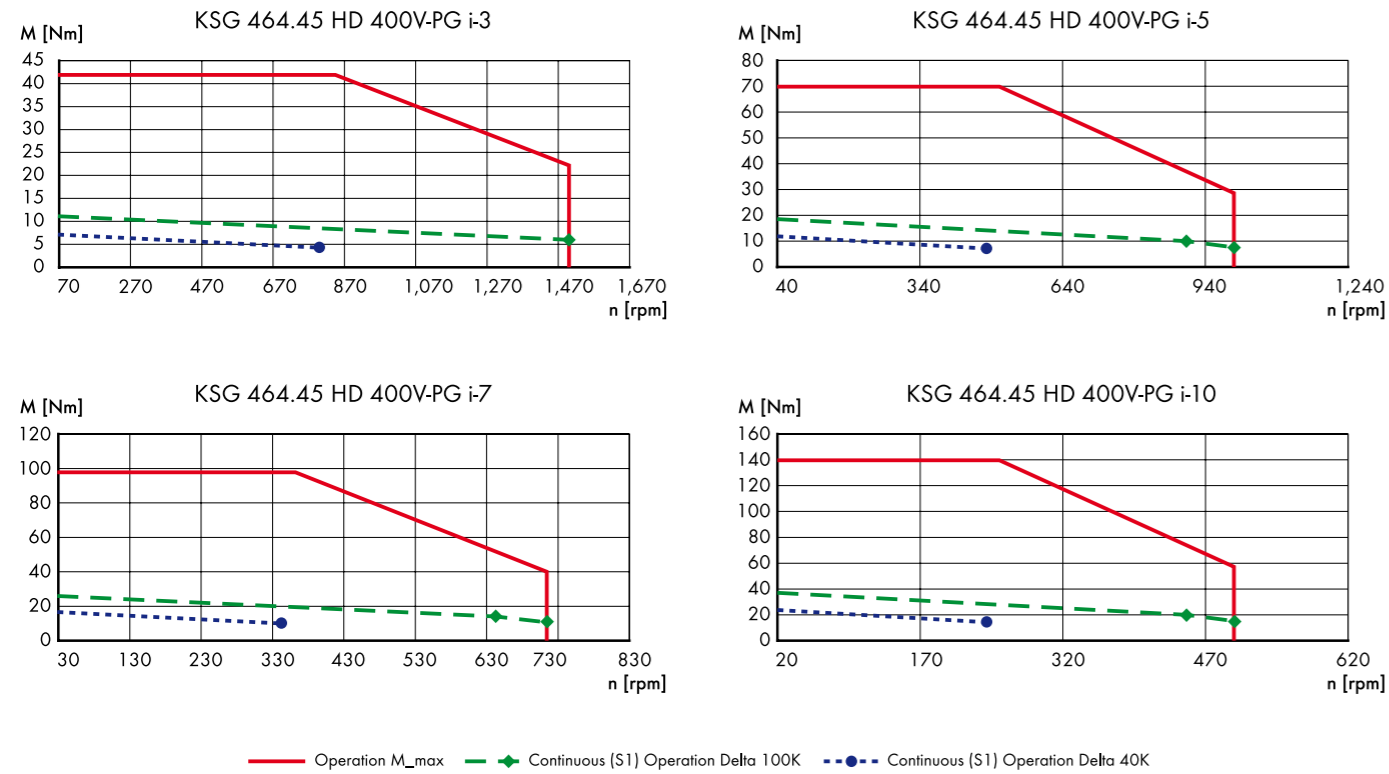 KSG 464.45 HD 400V-PG i-3
M [Nm]
45
40
35
30
25
20
15
10
5
0
70 270 470 670 870 1,070 1,270 1,470 1,670
n [rpm]
KSG 464.45 HD 400V-PG i-5
M [Nm]
80
70
60
50
40
30
20
10
0
40 340 640 940 1,240
n [rpm]
KSG 464.45 HD 400V-PG i-7
M [Nm]
120
100
80
60
40
20
0
30 130 230 330 430 530 630 730 830
n [rpm]
KSG 464.45 HD 400V-PG i-10
M [Nm]
160
140
120
100
80
60
40
20
0
20 170 320 470 620
n [rpm]
Operation M_max Continuous (S1) Operation Delta 100K Continuous (S1) Operation Delta 40K